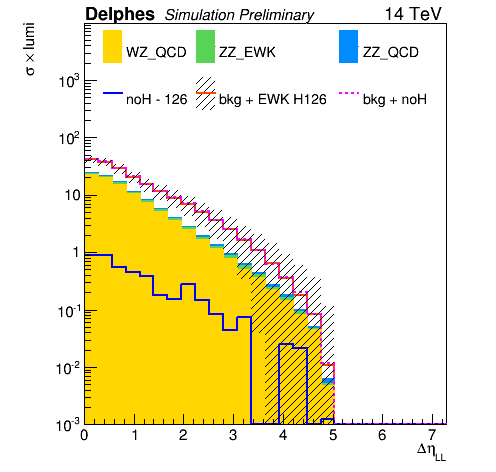 Delphes Simulation Preliminary 14 TeV
σ × lumi
WZ_QCD ZZ_EWK ZZ_QCD
noH - 126 bkg + EWK H126 bkg + noH
10³
10²
10
1
10⁻¹
10⁻²
10⁻³
0 1 2 3 4 5 6 7
Δη_LL